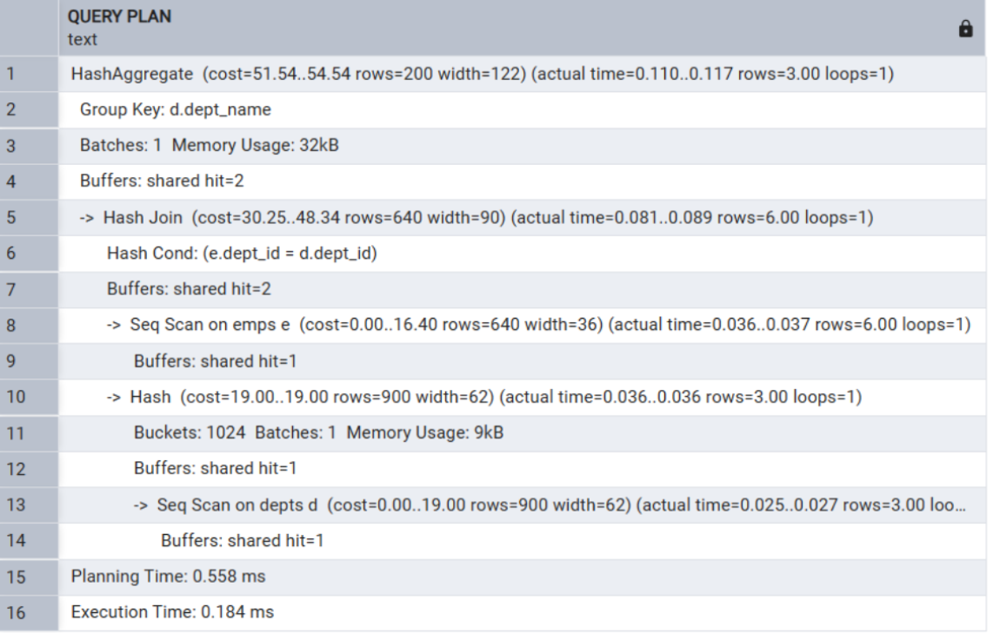 QUERY PLAN
text
1 HashAggregate (cost=51.54..54.54 rows=200 width=122) (actual time=0.110..0.117 rows=3.00 loops=1)
2 Group Key: d.dept_name
3 Batches: 1 Memory Usage: 32kB
4 Buffers: shared hit=2
5 -> Hash Join (cost=30.25..48.34 rows=640 width=90) (actual time=0.081..0.089 rows=6.00 loops=1)
6 Hash Cond: (e.dept_id = d.dept_id)
7 Buffers: shared hit=2
8 -> Seq Scan on emps e (cost=0.00..16.40 rows=640 width=36) (actual time=0.036..0.037 rows=6.00 loops=1)
9 Buffers: shared hit=1
10 -> Hash (cost=19.00..19.00 rows=900 width=62) (actual time=0.036..0.036 rows=3.00 loops=1)
11 Buckets: 1024 Batches: 1 Memory Usage: 9kB
12 Buffers: shared hit=1
13 -> Seq Scan on depts d (cost=0.00..19.00 rows=900 width=62) (actual time=0.025..0.027 rows=3.00 loo...
14 Buffers: shared hit=1
15 Planning Time: 0.558 ms
16 Execution Time: 0.184 ms